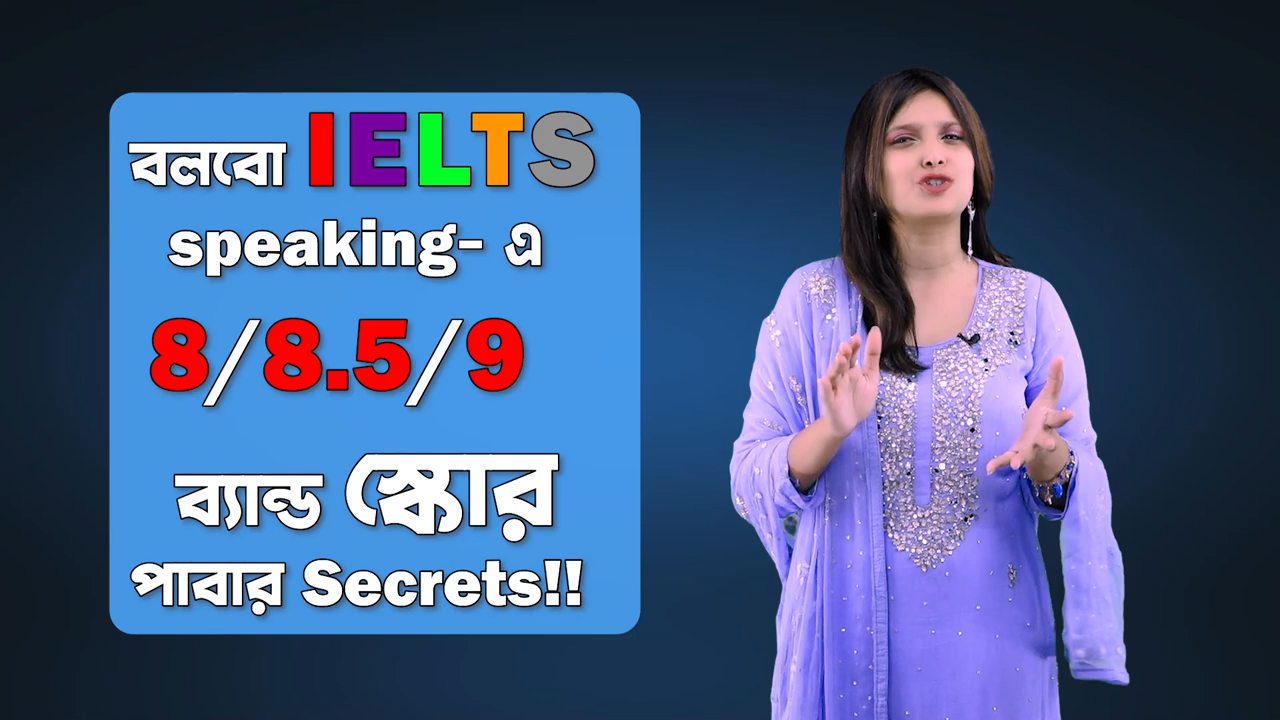 বলবো IELTS
speaking- এ
8/8.5/9
ব্যান্ড স্কোর
পাবার Secrets!!